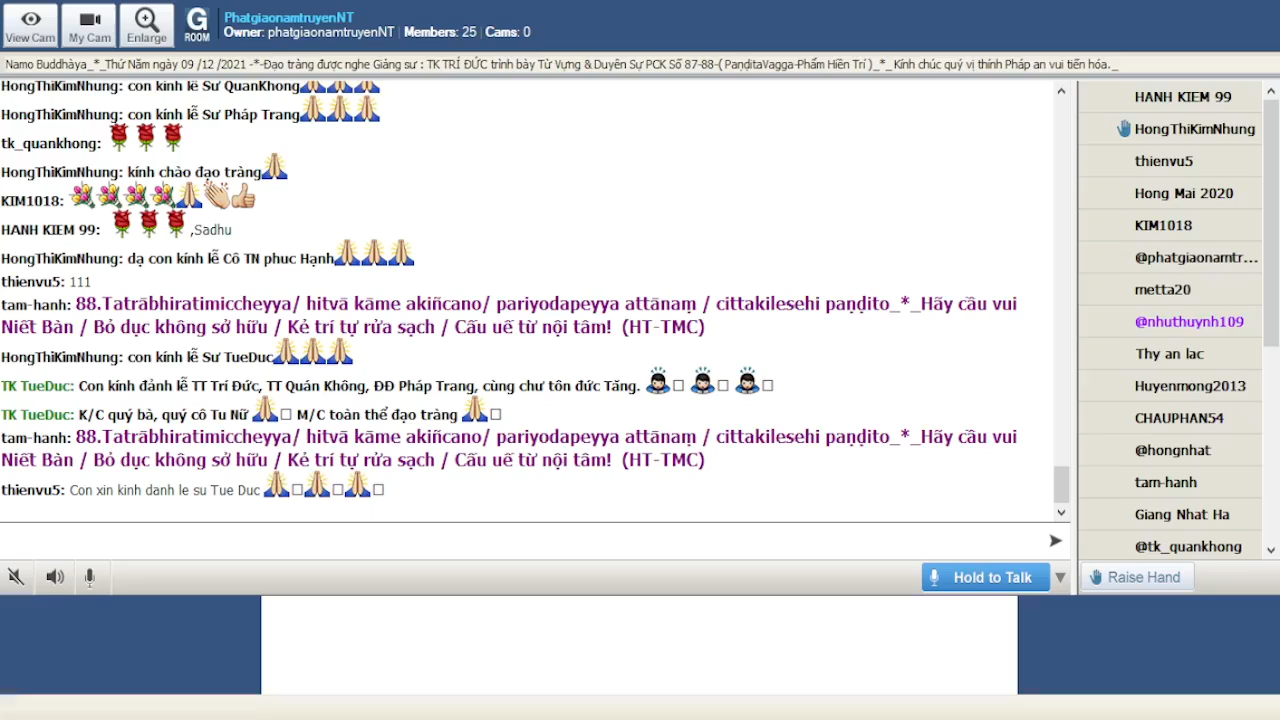 View Cam
My Cam
Enlarge
G
ROOM
PhatgiaonamtruyenNT
Owner: phatgiaonamtruyenNT | Members: 25 | Cams: 0
Namo Buddhàya_*_Thứ Năm ngày 09 /12 /2021 -*-Đạo tràng được nghe Giảng sư : TK TRÍ ĐỨC trình bày Từ Vựng & Duyên Sự PCK Số 87-88-( PaṇḍitaVagga-Phẩm Hiền Trí )_*_ Kính chúc quý vị thính Pháp an vui tiến hóa._
HongThiKimNhung: con kính lễ Sư QuanKhong
HongThiKimNhung: con kính lễ Sư Pháp Trang
tk_quankhong:
HongThiKimNhung: kính chào đạo tràng
KIM1018:
HANH KIEM 99: ,Sadhu
HongThiKimNhung: dạ con kính lễ Cô TN phuc Hạnh
thienvu5: 111
tam-hanh: 88.Tatrābhiratimiccheyya/ hitvā kāme akiñcano/ pariyodapeyya attānaṃ / cittakilesehi paṇḍito_*_Hãy cầu vui
Niết Bàn / Bỏ dục không sở hữu / Kẻ trí tự rửa sạch / Cấu uế từ nội tâm! (HT-TMC)
HongThiKimNhung: con kính lễ Sư TueDuc
TK TueDuc: Con kính đảnh lễ TT Trí Đức, TT Quán Không, ĐĐ Pháp Trang, cùng chư tôn đức Tăng.
TK TueDuc: K/C quý bà, quý cô Tu Nữ M/C toàn thể đạo tràng
tam-hanh: 88.Tatrābhiratimiccheyya/ hitvā kāme akiñcano/ pariyodapeyya attānaṃ / cittakilesehi paṇḍito_*_Hãy cầu vui
Niết Bàn / Bỏ dục không sở hữu / Kẻ trí tự rửa sạch / Cấu uế từ nội tâm! (HT-TMC)
thienvu5: Con xin kinh danh le su Tue Duc
Hold to Talk
HANH KIEM 99
HongThiKimNhung
thienvu5
Hong Mai 2020
KIM1018
@phatgiaonamtr...
metta20
@nhuthuynh109
Thy an lac
Huyenmong2013
CHAUPHAN54
@hongnhat
tam-hanh
Giang Nhat Ha
@tk_quankhong
Raise Hand